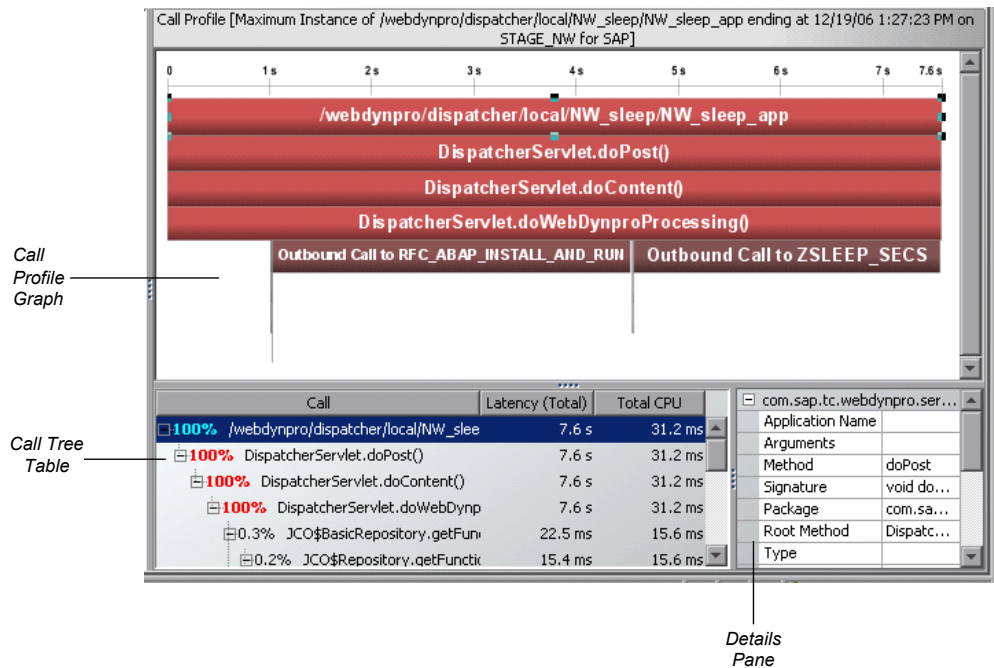 Call Profile [Maximum Instance of /webdynpro/dispatcher/local/NW_sleep/NW_sleep_app ending at 12/19/06 1:27:23 PM on
STAGE_NW for SAP]
0 1 s 2 s 3 s 4 s 5 s 6 s 7 s 7.6 s
/webdynpro/dispatcher/local/NW_sleep/NW_sleep_app
DispatcherServlet.doPost()
DispatcherServlet.doContent()
DispatcherServlet.doWebDynproProcessing()
Outbound Call to RFC_ABAP_INSTALL_AND_RUN Outbound Call to ZSLEEP_SECS
Call
Profile
Graph
Call Latency (Total) Total CPU
100% /webdynpro/dispatcher/local/NW_slee 7.6 s 31.2 ms
100% DispatcherServlet.doPost() 7.6 s 31.2 ms
100% DispatcherServlet.doContent() 7.6 s 31.2 ms
100% DispatcherServlet.doWebDynp 7.6 s 31.2 ms
0.3% JCO$BasicRepository.getFun 22.5 ms 15.6 ms
0.2% JCO$Repository.getFunctic 15.4 ms 15.6 ms
Call Tree
Table
com.sap.tc.webdynpro.ser...
Application Name
Arguments
Method doPost
Signature void do...
Package com.sa...
Root Method Dispatc...
Type
Details
Pane